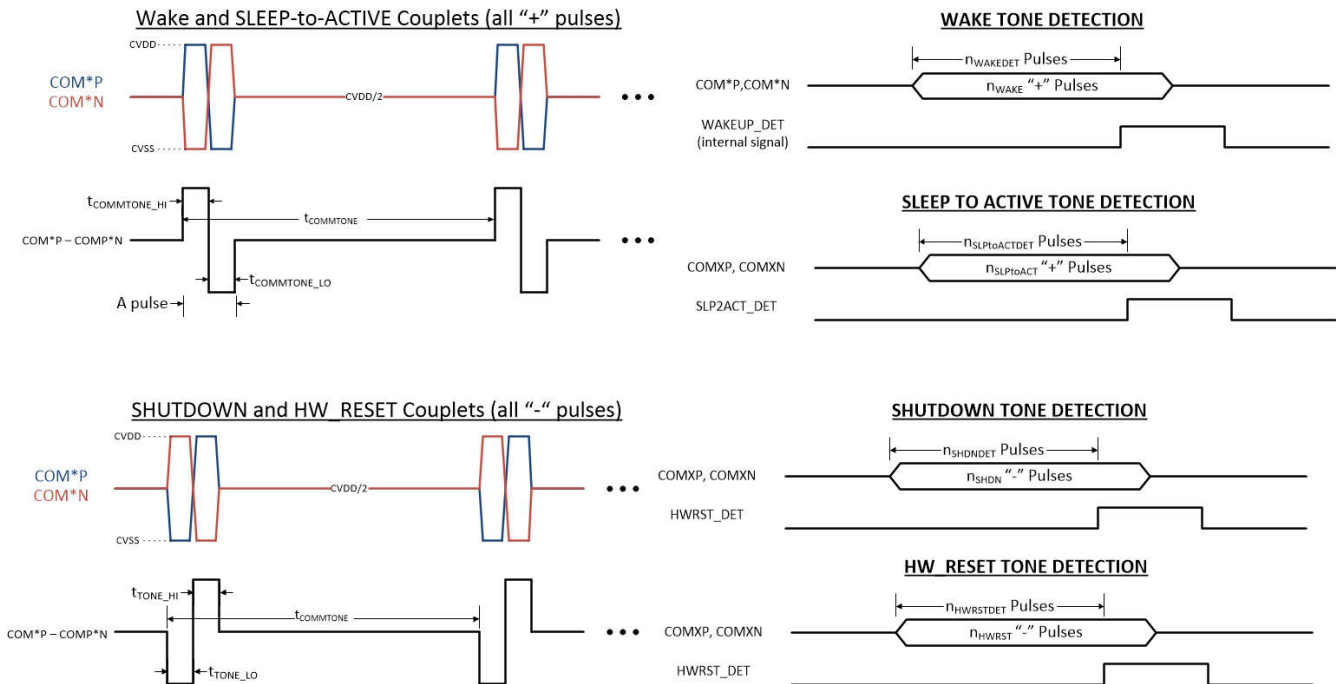 Wake and SLEEP-to-ACTIVE Couplets (all “+” pulses)
CVDD
COM*P
COM*N
CVDD/2
CVSS
tCOMMTONE_HI
tCOMMTONE
COM*P – COMP*N
tCOMMTONE_LO
A pulse
WAKE TONE DETECTION
nWAKEDET Pulses
COM*P,COM*N
nWAKE “+” Pulses
WAKEUP_DET
(internal signal)
SLEEP TO ACTIVE TONE DETECTION
nSLPtoACTDET Pulses
COMXP, COMXN
nSLPtoACT “+” Pulses
SLP2ACT_DET
SHUTDOWN and HW_RESET Couplets (all “-“ pulses)
CVDD
COM*P
COM*N
CVDD/2
CVSS
tTONE_HI
tCOMMTONE
COM*P – COMP*N
tTONE_LO
SHUTDOWN TONE DETECTION
nSHDNDET Pulses
COMXP, COMXN
nSHDN “-” Pulses
HWRST_DET
HW_RESET TONE DETECTION
nHWRSTDET Pulses
COMXP, COMXN
nHWRST “-” Pulses
HWRST_DET